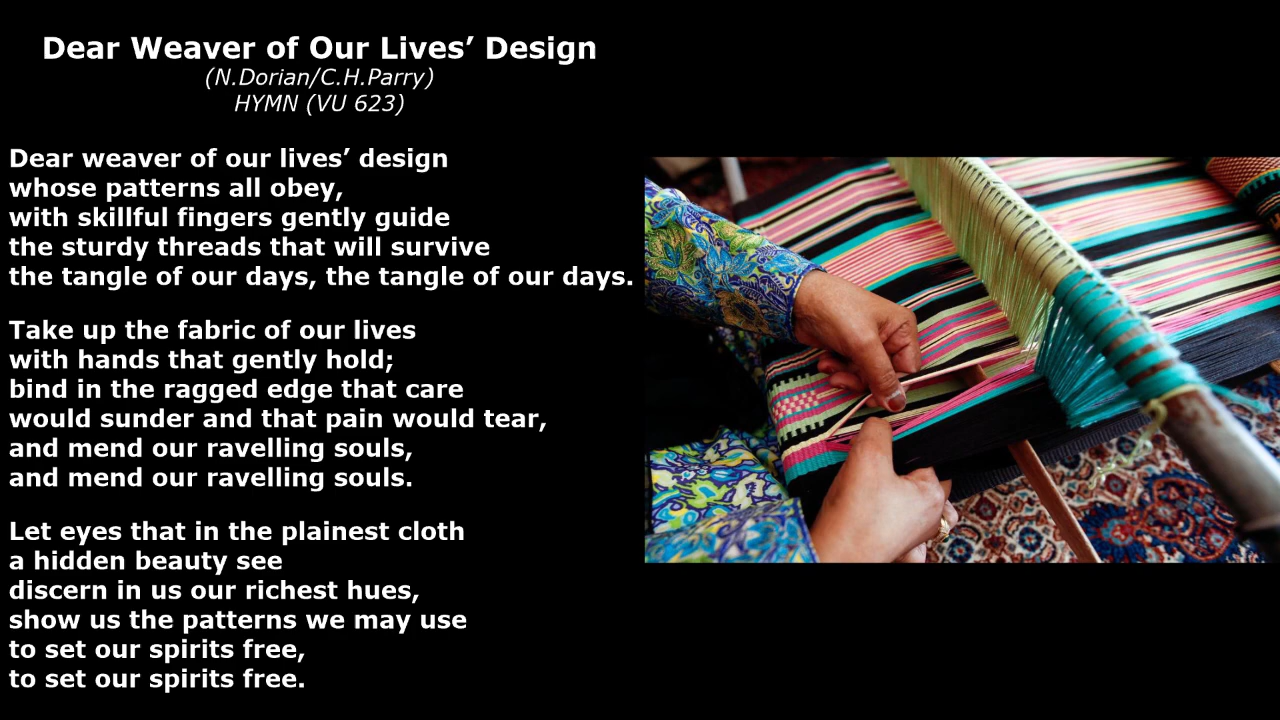 Dear Weaver of Our Lives’ Design
(N.Dorian/C.H.Parry)
HYMN (VU 623)
Dear weaver of our lives’ design
whose patterns all obey,
with skillful fingers gently guide
the sturdy threads that will survive
the tangle of our days, the tangle of our days.
Take up the fabric of our lives
with hands that gently hold;
bind in the ragged edge that care
would sunder and that pain would tear,
and mend our ravelling souls,
and mend our ravelling souls.
Let eyes that in the plainest cloth
a hidden beauty see
discern in us our richest hues,
show us the patterns we may use
to set our spirits free,
to set our spirits free.